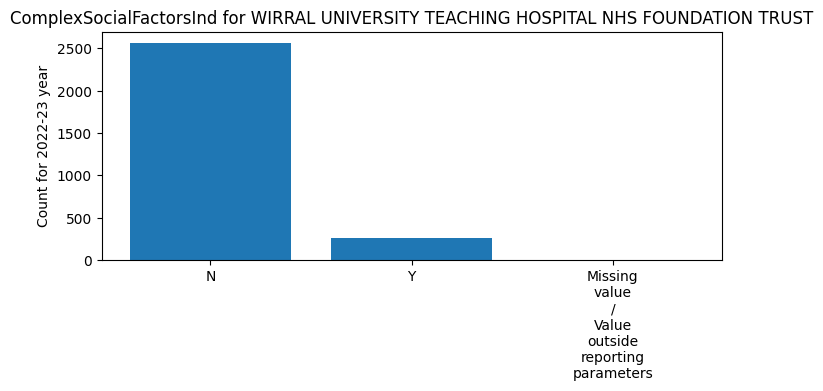 ComplexSocialFactorsInd for WIRRAL UNIVERSITY TEACHING HOSPITAL NHS FOUNDATION TRUST
Count for 2022-23 year
2500
2000
1500
1000
500
0
N
Y
Missing
value
/
Value
outside
reporting
parameters